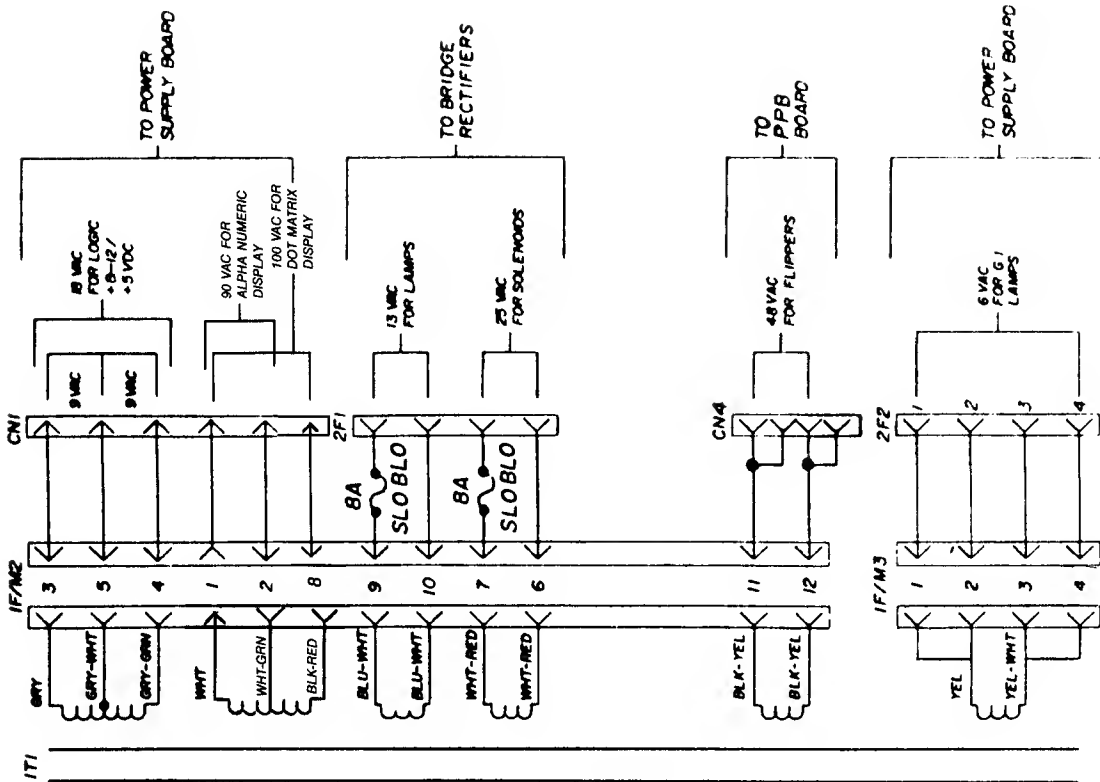 1T1
GRY
GRY-WHT
GRY-GRN
WHT
WHT-GRN
BLK-RED
BLU-WHT
BLU-WHT
WHT-RED
WHT-RED
BLK-YEL
BLK-YEL
YEL
YEL-WHT
1F/M2
3
5
4
1
2
8
9
10
7
6
11
12
1F/M3
1
2
3
4
8A
SLO BLO
8A
SLO BLO
CN1
2F1
CN4
2F2
1
2
3
4
9 VAC
9 VAC
18 VAC
FOR LOGIC
+ 8-12 /
+5 VDC
90 VAC FOR
ALPHA NUMERIC
DISPLAY
100 VAC FOR
DOT MATRIX
DISPLAY
13 VAC
FOR LAMPS
25 VAC
FOR SOLENOIDS
48 VAC
FOR FLIPPERS
6 VAC
FOR G I
LAMPS
TO POWER
SUPPLY BOARD
TO BRIDGE
RECTIFIERS
TO
PPB
BOARD
TO POWER
SUPPLY BOARD